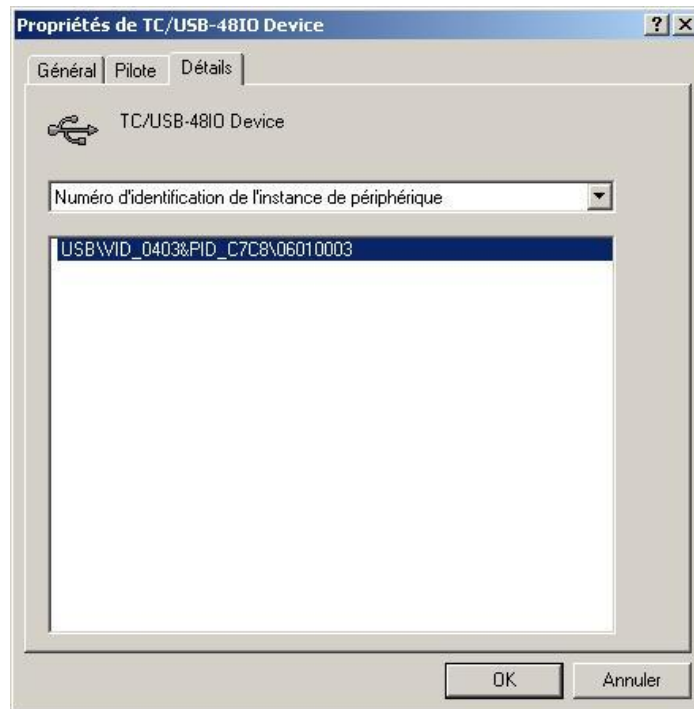 Propriétés de TC/USB-48IO Device
Général Pilote Détails
TC/USB-48IO Device
Numéro d'identification de l'instance de périphérique
USB\VID_0403&PID_C7C8\06010003
OK Annuler